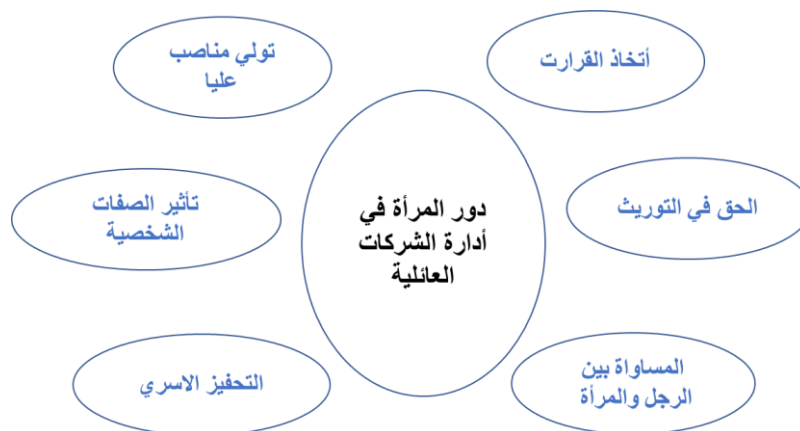 أتخاذ القرارت
تولي مناصب
عليا
الحق في التوريث
دور المرأة في
أدارة الشركات
العائلية
تأثير الصفات
الشخصية
المساواة بين
الرجل والمرأة
التحفيز الاسري